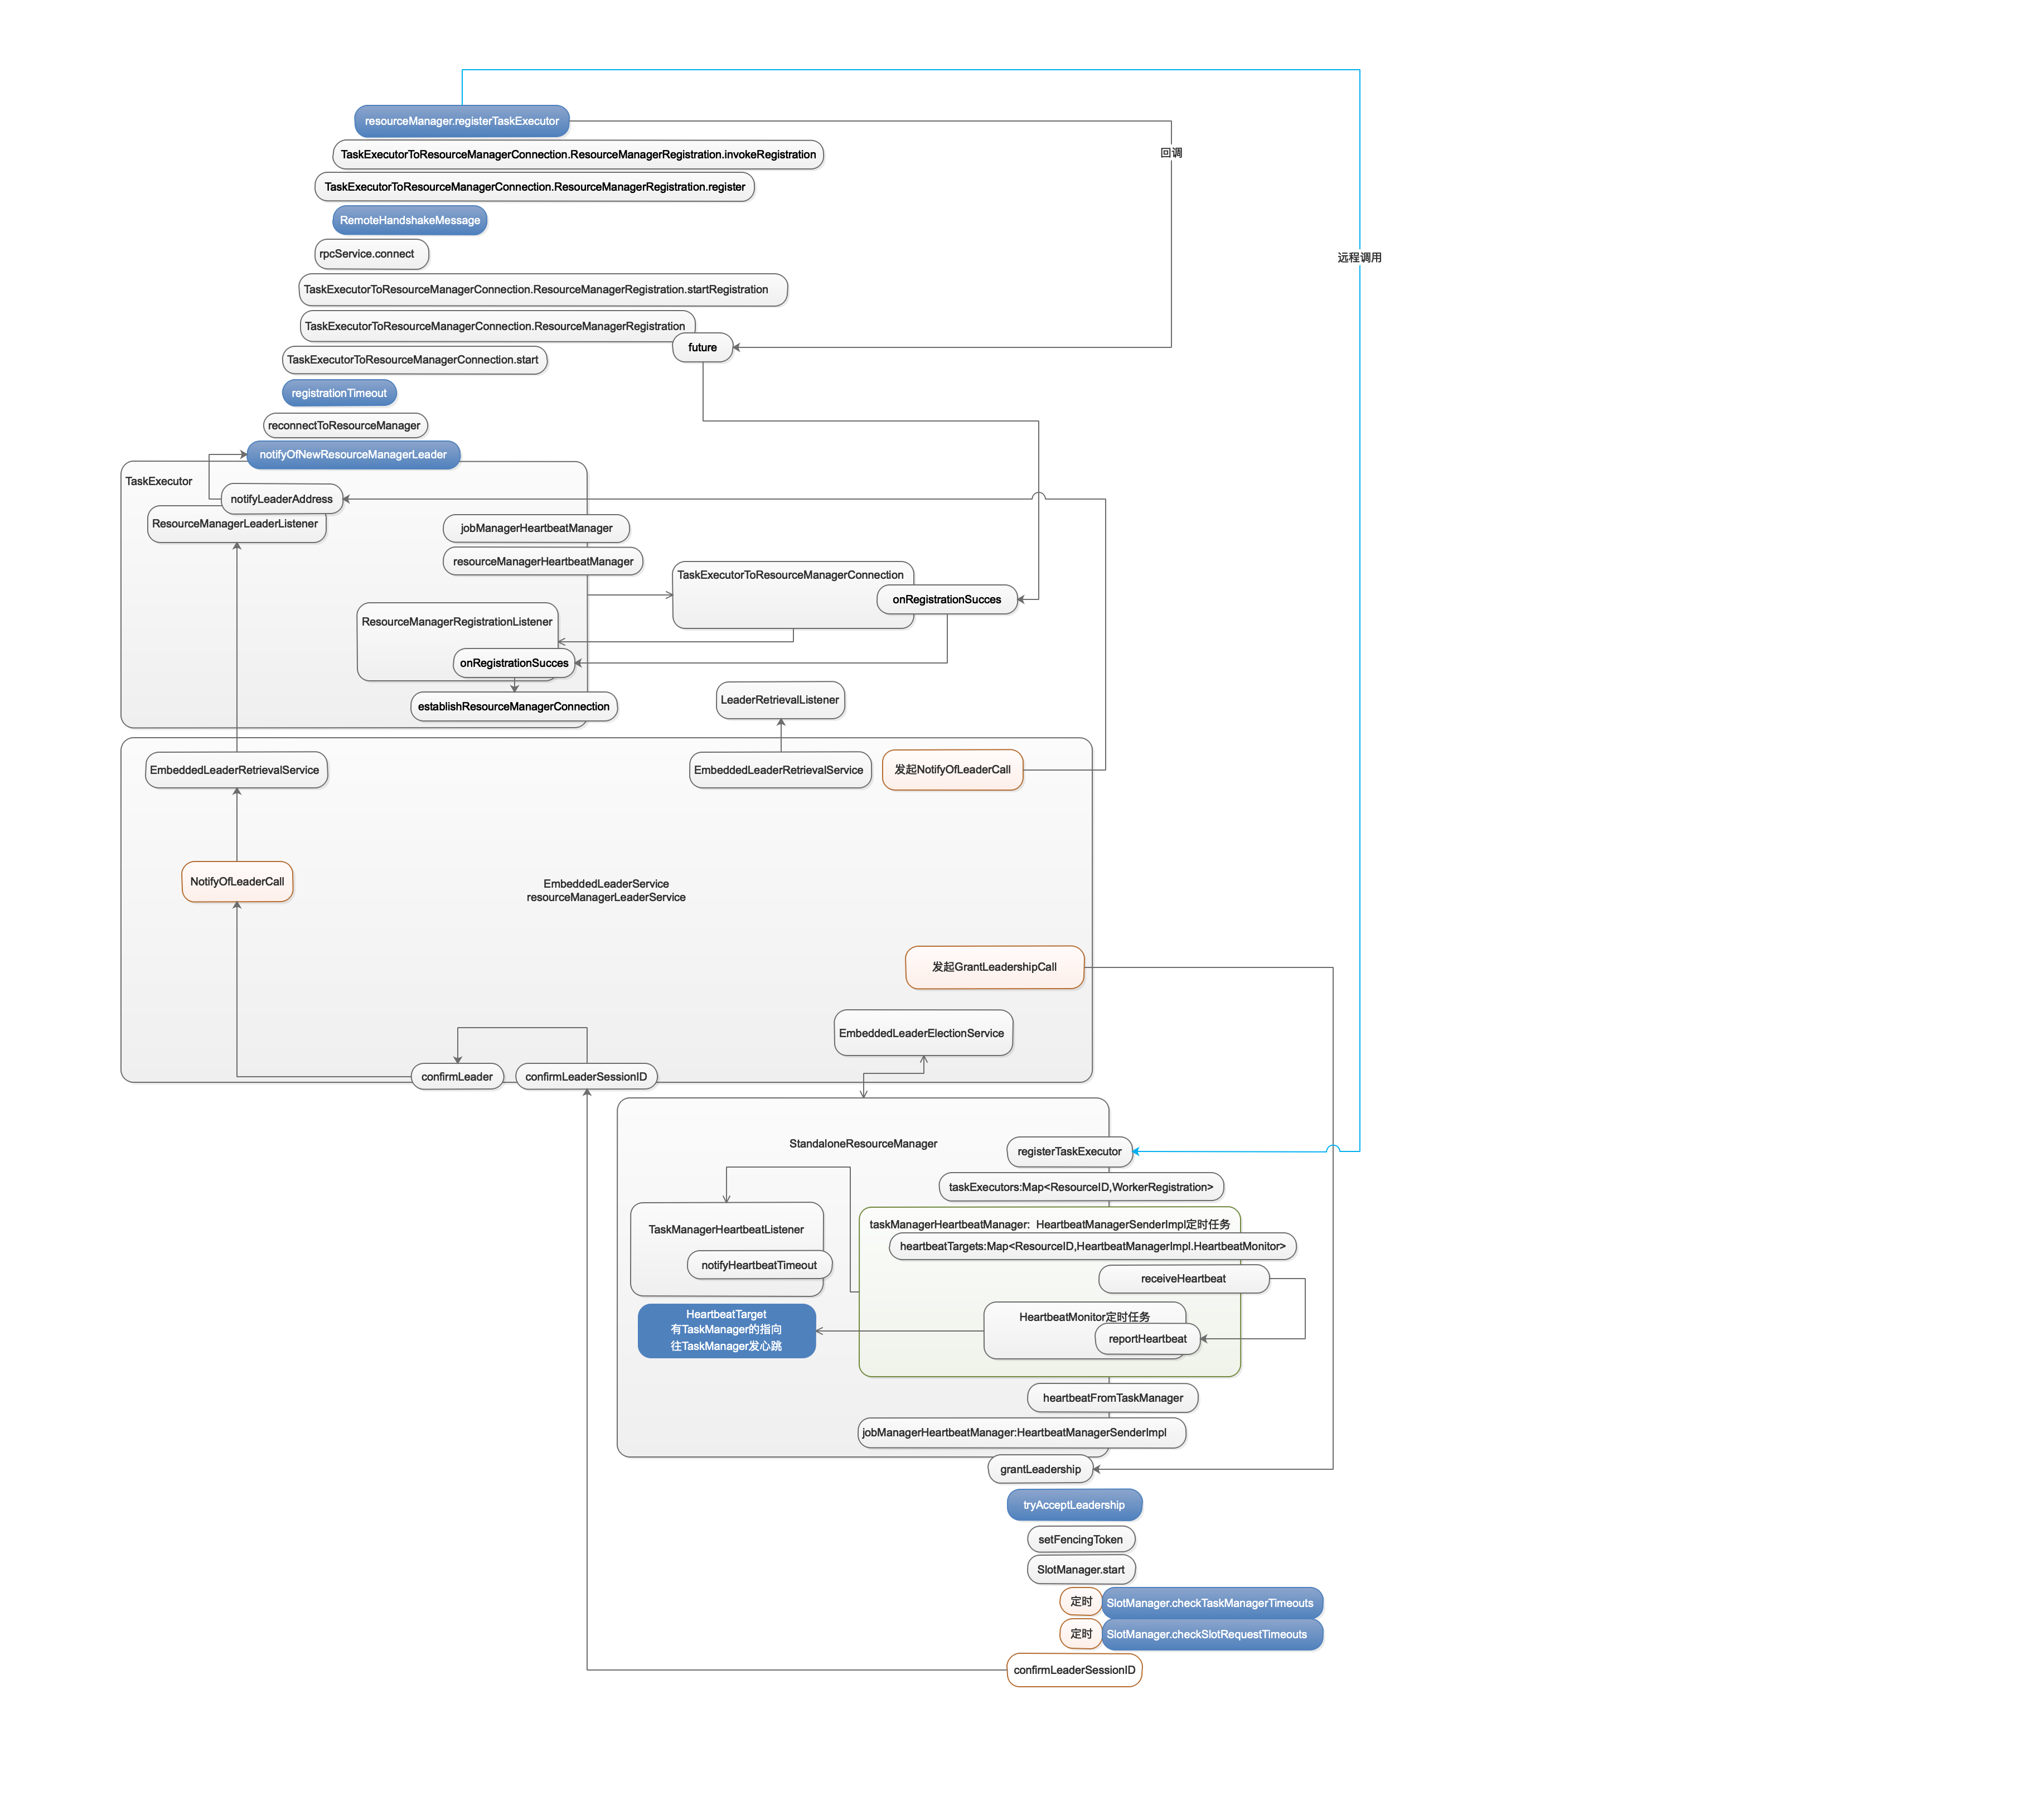 resourceManager.registerTaskExecutor
回调
TaskExecutorToResourceManagerConnection.ResourceManagerRegistration.invokeRegistration
TaskExecutorToResourceManagerConnection.ResourceManagerRegistration.register
RemoteHandshakeMessage
rpcService.connect
远程调用
TaskExecutorToResourceManagerConnection.ResourceManagerRegistration.startRegistration
TaskExecutorToResourceManagerConnection.ResourceManagerRegistration
future
TaskExecutorToResourceManagerConnection.start
registrationTimeout
reconnectToResourceManager
notifyOfNewResourceManagerLeader
TaskExecutor
notifyLeaderAddress
ResourceManagerLeaderListener
jobManagerHeartbeatManager
resourceManagerHeartbeatManager
TaskExecutorToResourceManagerConnection
onRegistrationSucces
ResourceManagerRegistrationListener
onRegistrationSucces
establishResourceManagerConnection
LeaderRetrievalListener
EmbeddedLeaderRetrievalService
EmbeddedLeaderRetrievalService
发起NotifyOfLeaderCall
NotifyOfLeaderCall
EmbeddedLeaderService
resourceManagerLeaderService
发起GrantLeadershipCall
EmbeddedLeaderElectionService
confirmLeader
confirmLeaderSessionID
StandaloneResourceManager
registerTaskExecutor
taskExecutors:Map<ResourceID,WorkerRegistration>
TaskManagerHeartbeatListener
notifyHeartbeatTimeout
taskManagerHeartbeatManager:  HeartbeatManagerSenderImpl定时任务
heartbeatTargets:Map<ResourceID,HeartbeatManagerImpl.HeartbeatMonitor>
receiveHeartbeat
HeartbeatTarget
有TaskManager的指向
往TaskManager发心跳
HeartbeatMonitor定时任务
reportHeartbeat
heartbeatFromTaskManager
jobManagerHeartbeatManager:HeartbeatManagerSenderImpl
grantLeadership
tryAcceptLeadership
setFencingToken
SlotManager.start
定时
SlotManager.checkTaskManagerTimeouts
定时
SlotManager.checkSlotRequestTimeouts
confirmLeaderSessionID